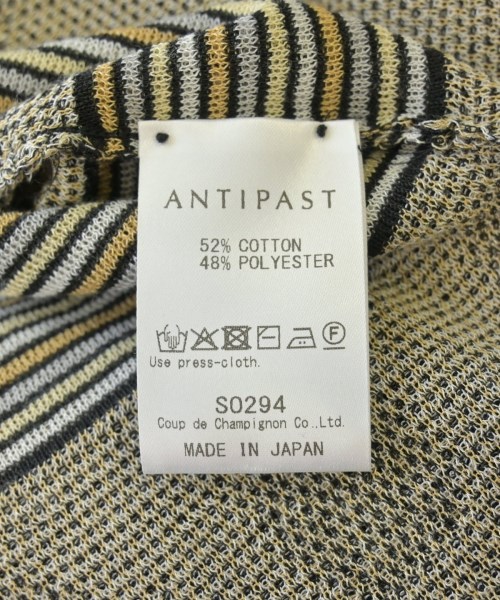 ANTIPAST
52% COTTON
48% POLYESTER
F
Use press-cloth.
S0294
Coup de Champignon Co.,Ltd.
MADE IN JAPAN